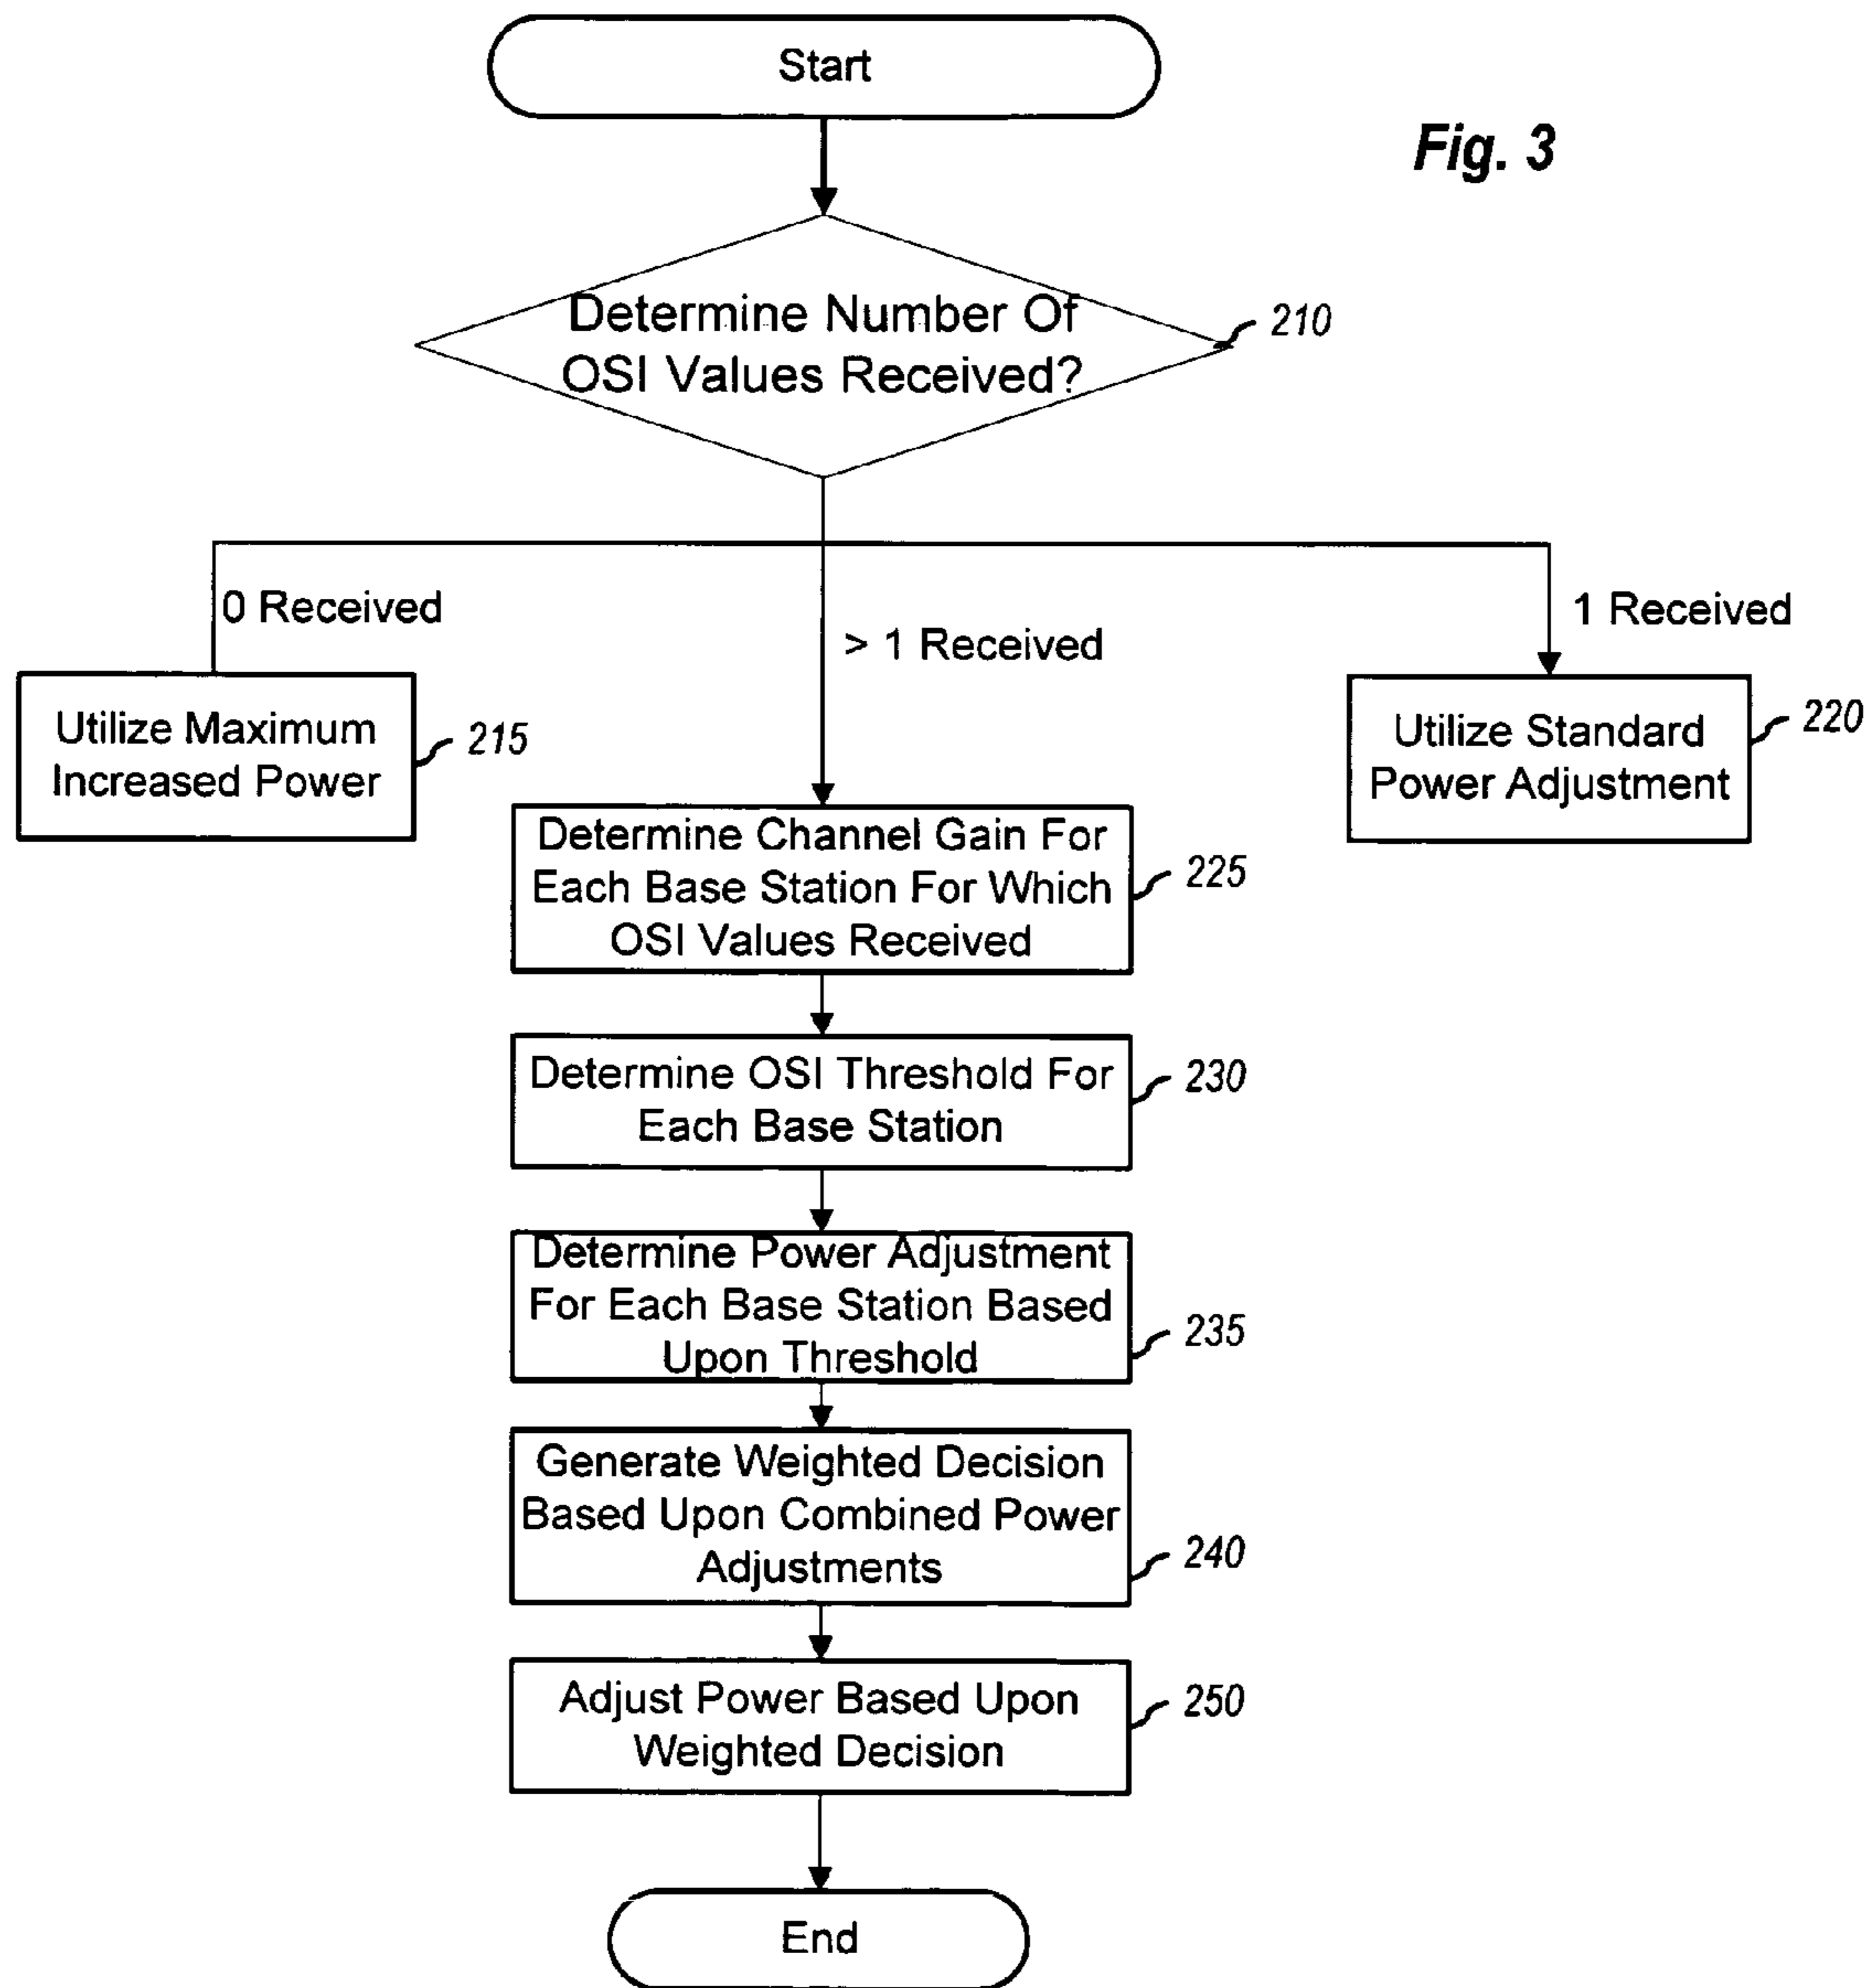 Start
Fig. 3
Determine Number Of
OSI Values Received?
210
0 Received
> 1 Received
1 Received
Utilize Maximum
Increased Power
215
Utilize Standard
Power Adjustment
220
Determine Channel Gain For
Each Base Station For Which
OSI Values Received
225
Determine OSI Threshold For
Each Base Station
230
Determine Power Adjustment
For Each Base Station Based
Upon Threshold
235
Generate Weighted Decision
Based Upon Combined Power
Adjustments
240
Adjust Power Based Upon
Weighted Decision
250
End